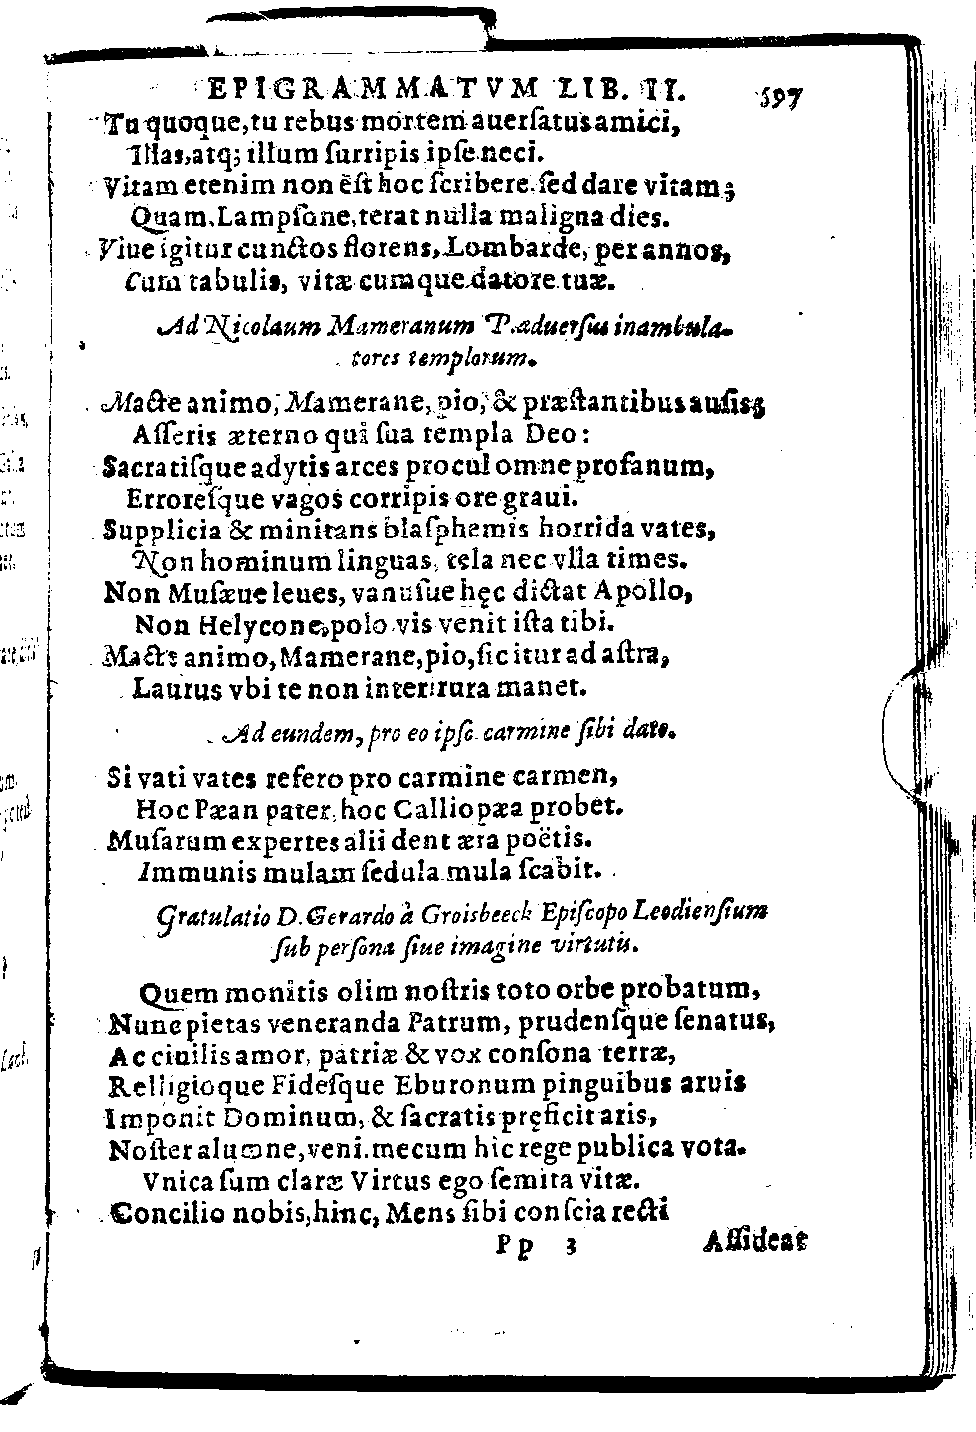 EPIGRAMMATVM LIB. II. 597
Tu quoque, tu rebus mortem auerſatus amici,
Illas, atq; illum ſurripis ipſe neci.
Vitam etenim non eſt hoc ſcribere, ſed dare vitam;
Quam, Lampſone, terat nulla maligna dies.
Viue igitur cunctos florens, Lombarde, per annos,
Cum tabulis, vitæ cumque datore tuæ.
Ad Nicolaum Mameranum P. aduerſus inambula-
tores templorum.
Macte animo, Mamerane, pio, & præſtantibus auſis;
Aſſeris æterno qui ſua templa Deo:
Sacratiſque adytis arces procul omne profanum,
Erroreſque vagos corripis ore graui.
Supplicia & minitans blaſphemis horrida vates,
Non hominum linguas, tela nec vlla times.
Non Muſæue leues, vanuſue hęc dictat Apollo,
Non Helycone, polo vis venit iſta tibi.
Macte animo, Mamerane, pio, ſic itur ad aſtra,
Laurus vbi te non interitura manet.
Ad eundem, pro eo ipſe carmine ſibi dato.
Si vati vates refero pro carmine carmen,
Hoc Pæan pater, hoc Calliopæa probet.
Muſarum expertes alii dent æra poëtis.
Immunis mulam ſedula mula ſcabit.
Gratulatio D. Gerardo à Groisbeeck Epiſcopo Leodienſium
ſub perſona ſiue imagine virtutis.
Quem monitis olim noſtris toto orbe probatum,
Nunc pietas veneranda Patrum, prudenſque ſenatus,
Ac ciuilis amor, patriæ & vox conſona terræ,
Relligioque Fideſque Eburonum pinguibus aruis
Imponit Dominum, & ſacratis pręficit aris,
Noſter alumne, veni. mecum hic rege publica vota.
Vnica ſum claræ Virtus ego ſemita vitæ.
Concilio nobis, hinc, Mens ſibi conſcia recti
Pp 3 Aſſideat